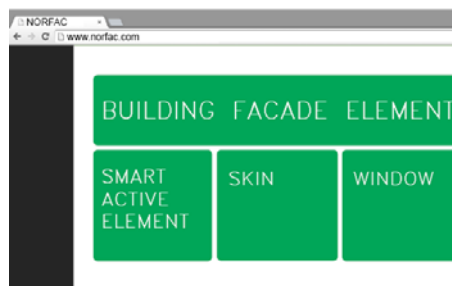 NORFAC
www.norfac.com
BUILDING FACADE ELEMENT
SMART
ACTIVE
ELEMENT
SKIN
WINDOW